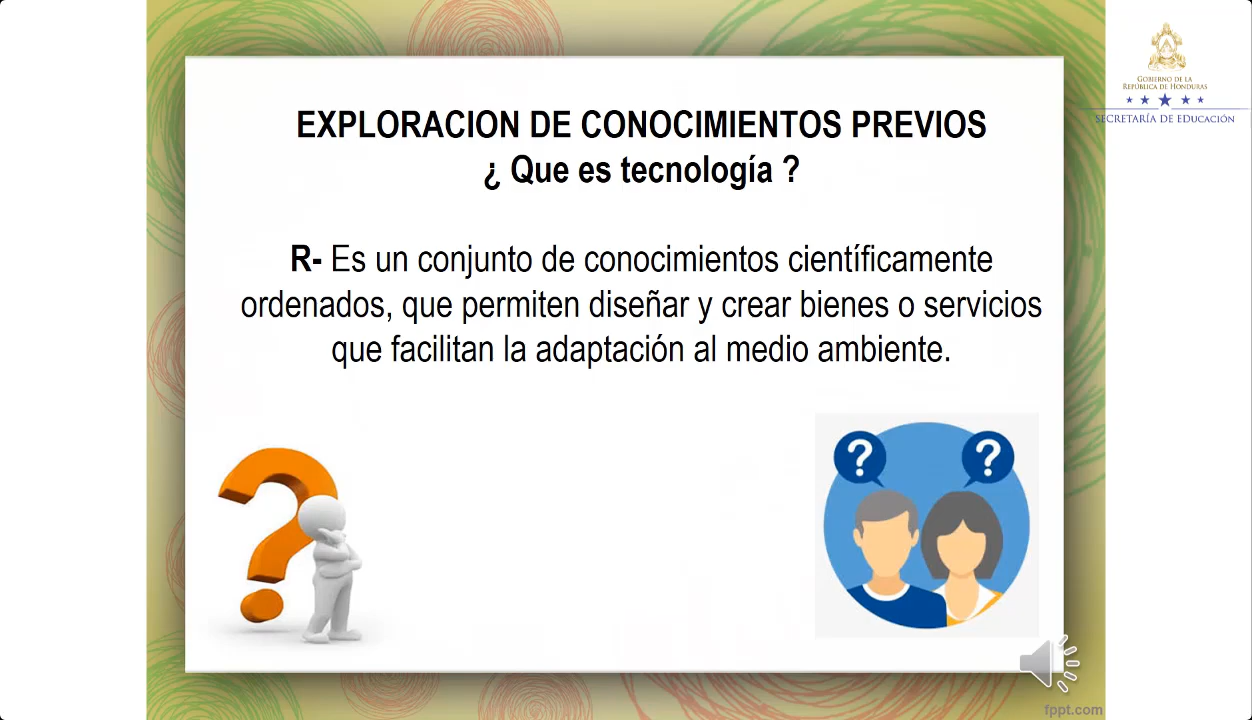 EXPLORACION DE CONOCIMIENTOS PREVIOS
¿ Que es tecnología ?
R- Es un conjunto de conocimientos científicamente
ordenados, que permiten diseñar y crear bienes o servicios
que facilitan la adaptación al medio ambiente.
? ?
GOBIERNO DE LA
REPÚBLICA DE HONDURAS
SECRETARÍA DE EDUCACIÓN
fppt.com